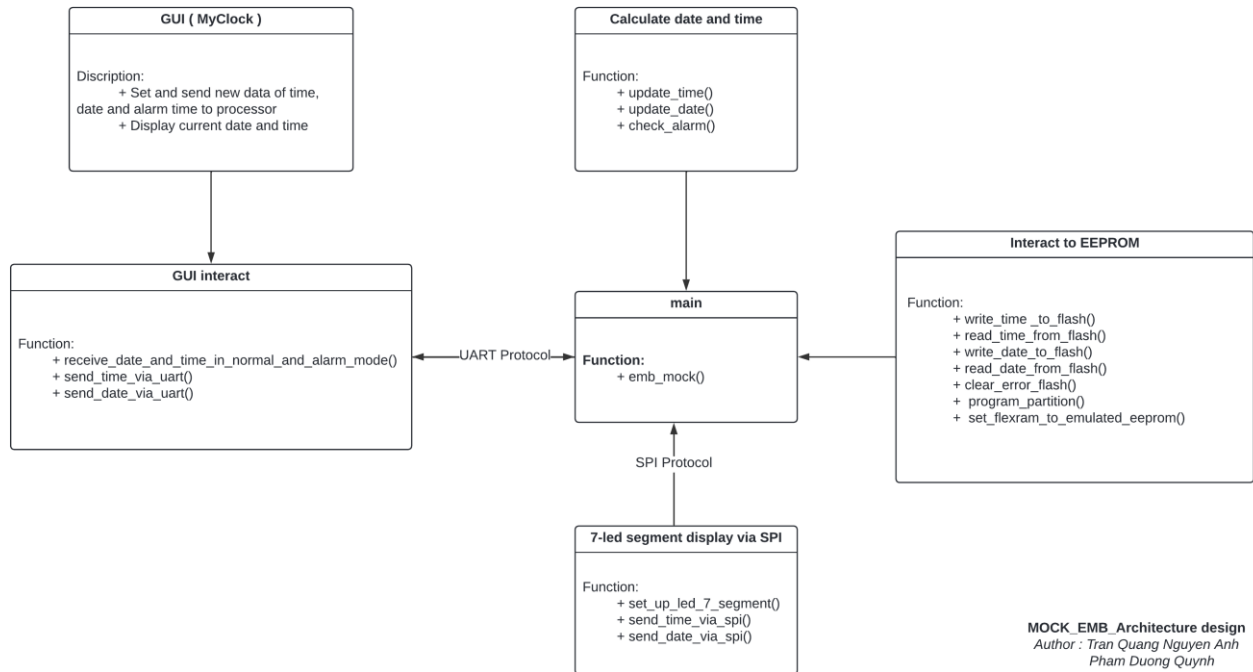 GUI ( MyClock )
Discription:
+ Set and send new data of time,
date and alarm time to processor
+ Display current date and time
Calculate date and time
Function:
+ update_time()
+ update_date()
+ check_alarm()
GUI interact
Function:
+ receive_date_and_time_in_normal_and_alarm_mode()
+ send_time_via_uart()
+ send_date_via_uart()
UART Protocol
main
Function:
+ emb_mock()
Interact to EEPROM
Function:
+ write_time _to_flash()
+ read_time_from_flash()
+ write_date_to_flash()
+ read_date_from_flash()
+ clear_error_flash()
+ program_partition()
+ set_flexram_to_emulated_eeprom()
SPI Protocol
7-led segment display via SPI
Function:
+ set_up_led_7_segment()
+ send_time_via_spi()
+ send_date_via_spi()
MOCK_EMB_Architecture design
Author : Tran Quang Nguyen Anh
Pham Duong Quynh